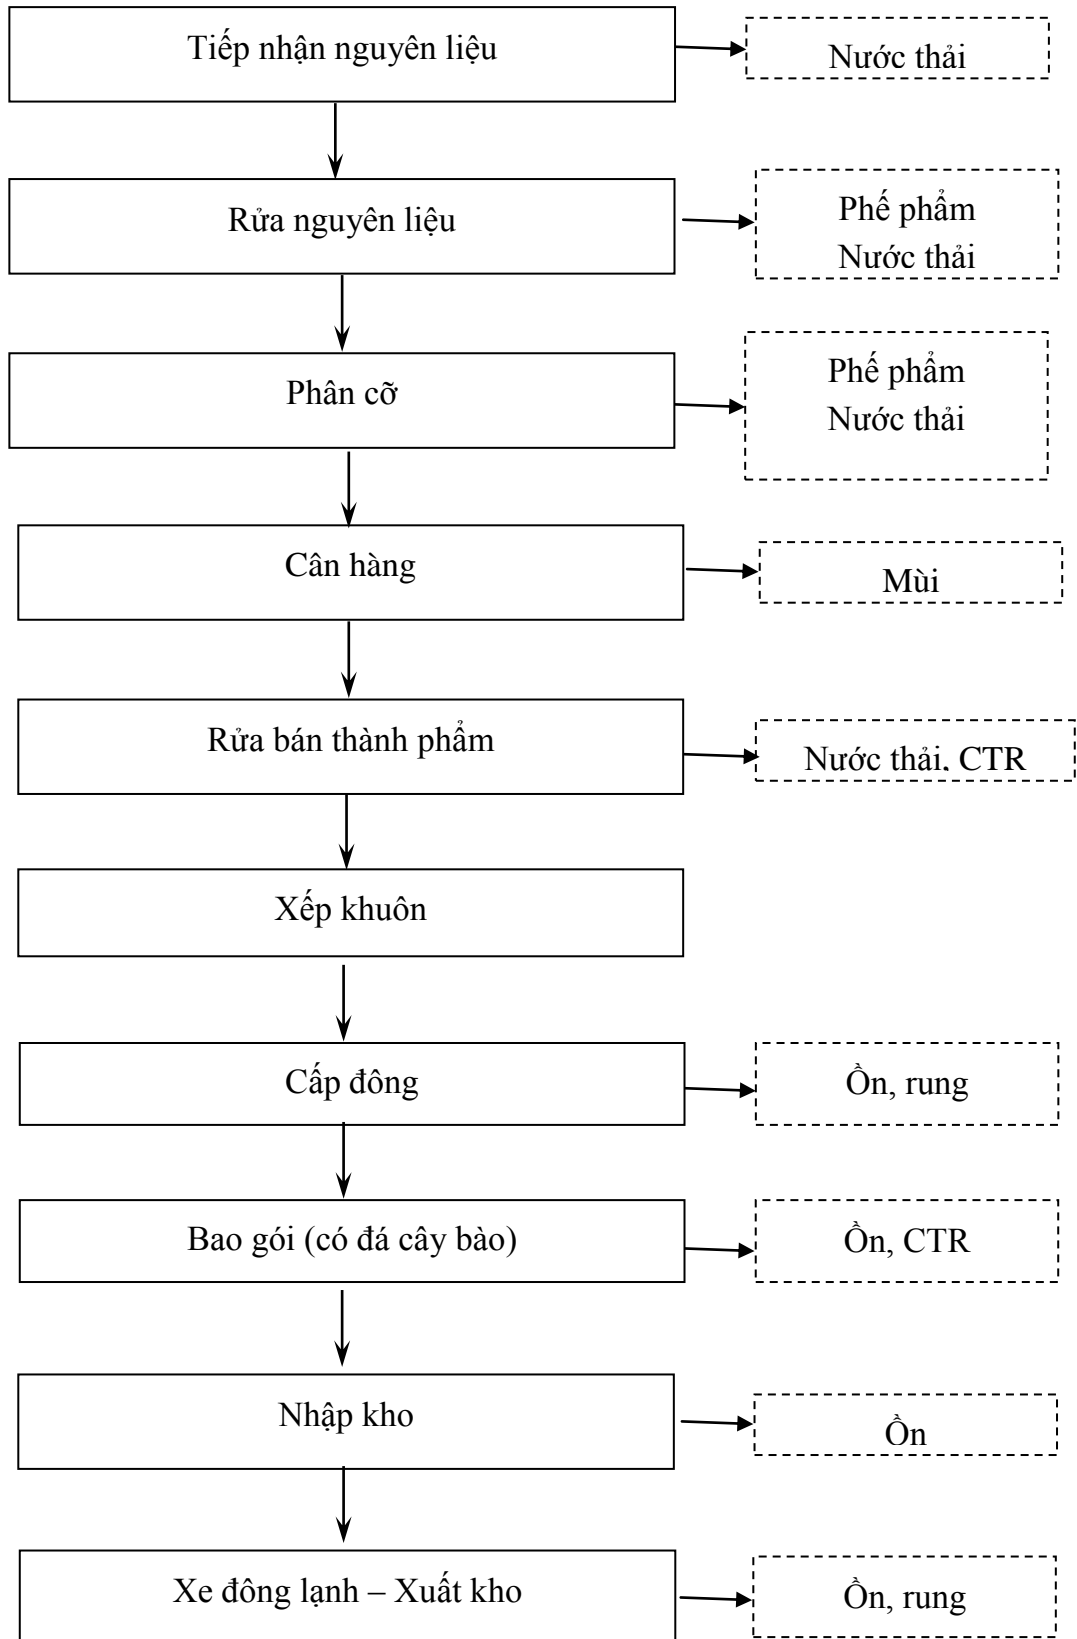 Tiếp nhận nguyên liệu
Nước thải
Rửa nguyên liệu
Phế phẩm
Nước thải
Phân cỡ
Phế phẩm
Nước thải
Cân hàng
Mùi
Rửa bán thành phẩm
Nước thải, CTR
Xếp khuôn
Cấp đông
Ồn, rung
Bao gói (có đá cây bào)
Ồn, CTR
Nhập kho
Ồn
Xe đông lạnh – Xuất kho
Ồn, rung